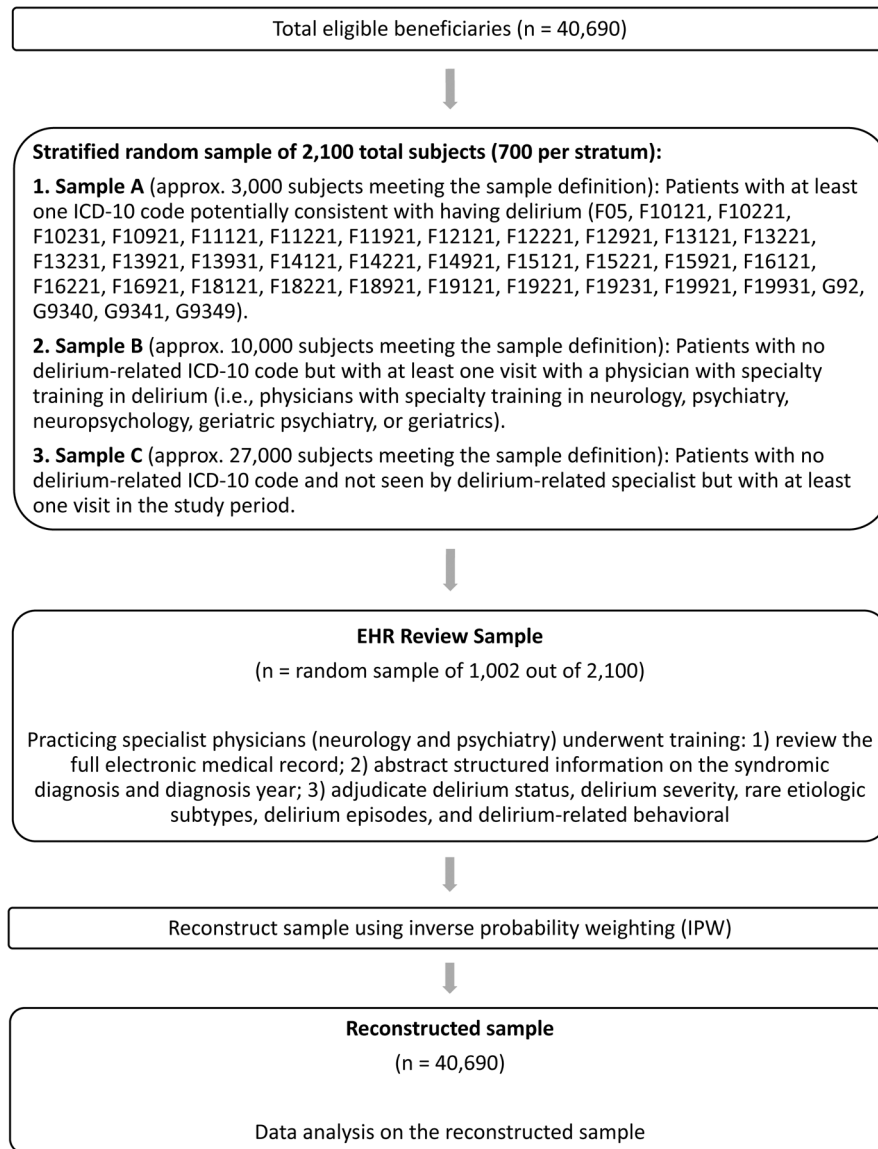 Total eligible beneficiaries (n = 40,690)
Stratified random sample of 2,100 total subjects (700 per stratum):
1. Sample A (approx. 3,000 subjects meeting the sample definition): Patients with at least
one ICD-10 code potentially consistent with having delirium (F05, F10121, F10221,
F10231, F10921, F11121, F11221, F11921, F12121, F12221, F12921, F13121, F13221,
F13231, F13921, F13931, F14121, F14221, F14921, F15121, F15221, F15921, F16121,
F16221, F16921, F18121, F18221, F18921, F19121, F19221, F19231, F19921, F19931, G92,
G9340, G9341, G9349).
2. Sample B (approx. 10,000 subjects meeting the sample definition): Patients with no
delirium-related ICD-10 code but with at least one visit with a physician with specialty
training in delirium (i.e., physicians with specialty training in neurology, psychiatry,
neuropsychology, geriatric psychiatry, or geriatrics).
3. Sample C (approx. 27,000 subjects meeting the sample definition): Patients with no
delirium-related ICD-10 code and not seen by delirium-related specialist but with at least
one visit in the study period.
EHR Review Sample
(n = random sample of 1,002 out of 2,100)
Practicing specialist physicians (neurology and psychiatry) underwent training: 1) review the
full electronic medical record; 2) abstract structured information on the syndromic
diagnosis and diagnosis year; 3) adjudicate delirium status, delirium severity, rare etiologic
subtypes, delirium episodes, and delirium-related behavioral
Reconstruct sample using inverse probability weighting (IPW)
Reconstructed sample
(n = 40,690)
Data analysis on the reconstructed sample